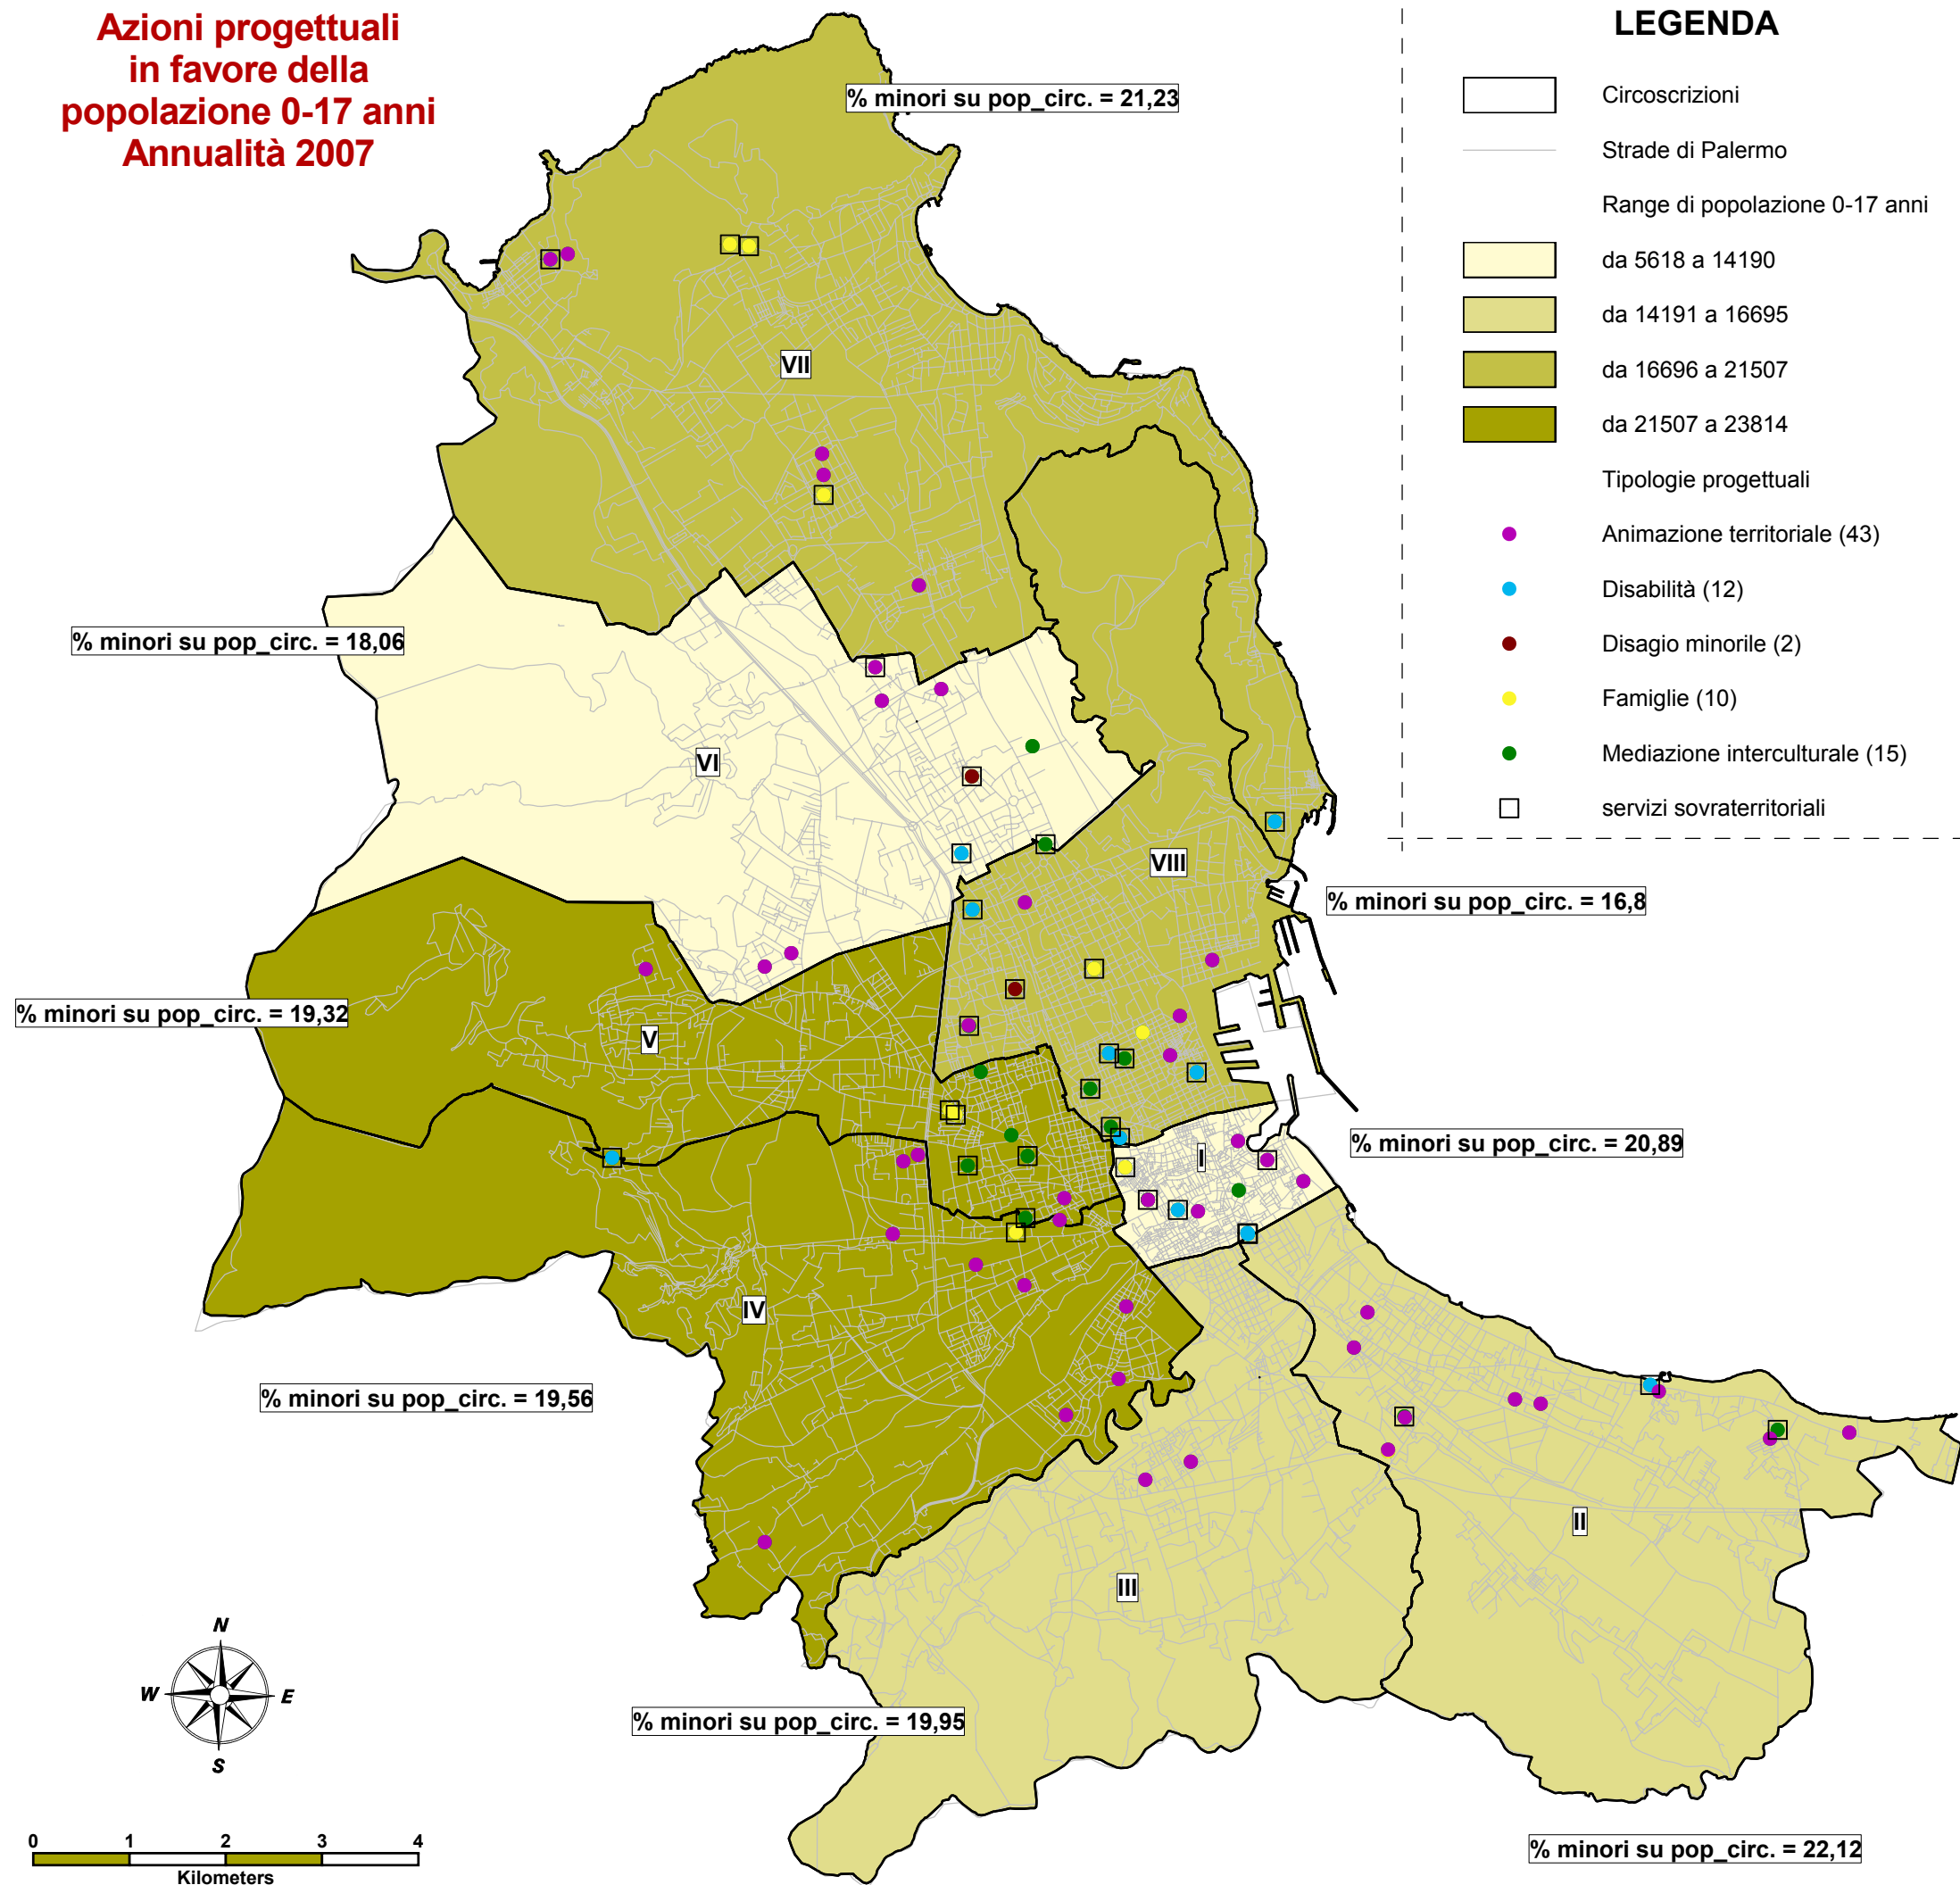 Azioni progettuali
in favore della
popolazione 0-17 anni
Annualità 2007
% minori su pop_circ. = 21,23
LEGENDA
Circoscrizioni
Strade di Palermo
Range di popolazione 0-17 anni
da 5618 a 14190
da 14191 a 16695
da 16696 a 21507
da 21507 a 23814
Tipologie progettuali
Animazione territoriale (43)
Disabilità (12)
Disagio minorile (2)
Famiglie (10)
Mediazione interculturale (15)
servizi sovraterritoriali
VII
% minori su pop_circ. = 18,06
VI
VIII
% minori su pop_circ. = 16,8
% minori su pop_circ. = 19,32
V
% minori su pop_circ. = 20,89
I
IV
% minori su pop_circ. = 19,56
II
III
% minori su pop_circ. = 19,95
% minori su pop_circ. = 22,12
N
W
E
S
0 1 2 3 4
Kilometers